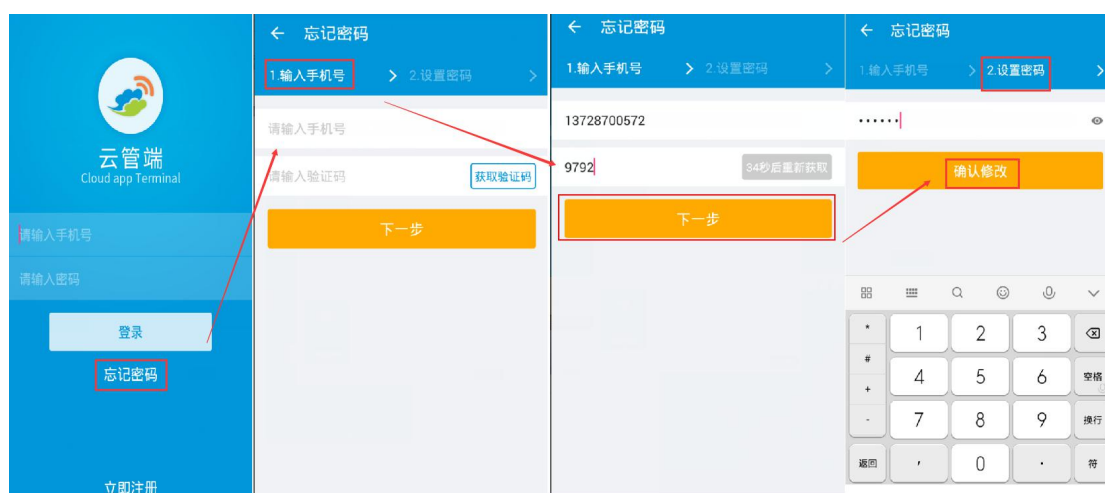 云管端
Cloud app Terminal
请输入手机号
请输入密码
登录
忘记密码
立即注册
← 忘记密码
1.输入手机号 > 2.设置密码 >
请输入手机号
请输入验证码 获取验证码
下一步
← 忘记密码
1.输入手机号 > 2.设置密码 >
13728700572
9792 34秒后重新获取
下一步
← 忘记密码
1.输入手机号 > 2.设置密码 >
••••••
确认修改
* 1 2 3
# 4 5 6 空格
+
- 7 8 9 换行
返回 , 0 . 符